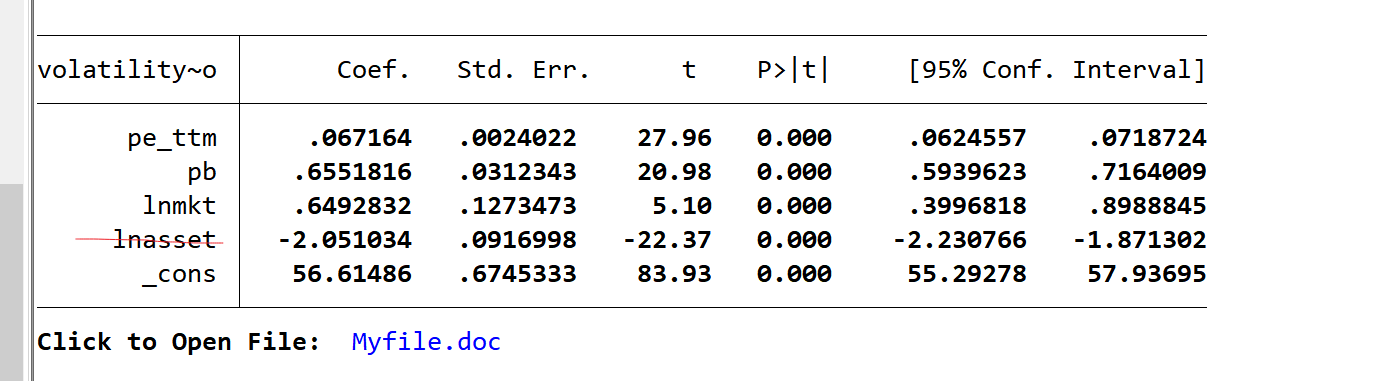 volatility~o Coef. Std. Err. t P>|t| [95% Conf. Interval]
pe_ttm .067164 .0024022 27.96 0.000 .0624557 .0718724
pb .6551816 .0312343 20.98 0.000 .5939623 .7164009
lnmkt .6492832 .1273473 5.10 0.000 .3996818 .8988845
lnasset -2.051034 .0916998 -22.37 0.000 -2.230766 -1.871302
_cons 56.61486 .6745333 83.93 0.000 55.29278 57.93695
Click to Open File: Myfile.doc